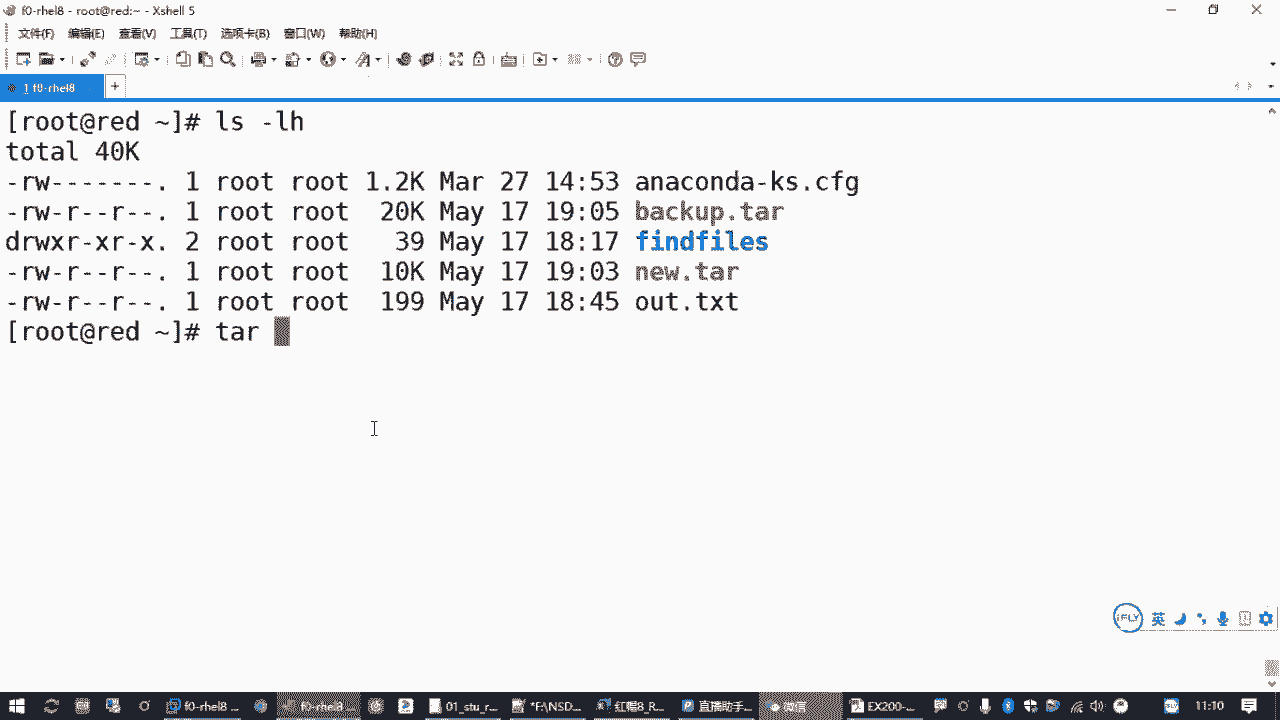 f0-rhel8 - root@red:~ - Xshell 5
文件(F) 编辑(E) 查看(V) 工具(T) 选项卡(B) 窗口(W) 帮助(H)
1 f0-rhel8
[root@red ~]# ls -lh
total 40K
-rw-------. 1 root root 1.2K Mar 27 14:53 anaconda-ks.cfg
-rw-r--r--. 1 root root  20K May 17 19:05 backup.tar
drwxr-xr-x. 2 root root   39 May 17 18:17 findfiles
-rw-r--r--. 1 root root  10K May 17 19:03 new.tar
-rw-r--r--. 1 root root  199 May 17 18:45 out.txt
[root@red ~]# tar
iFLY 英
f0-rhel8 ... f0-rhel8... 01_stu_r... *F:\NSD... 红帽8_R... 直播助手... 微信 EX200-... 11:10